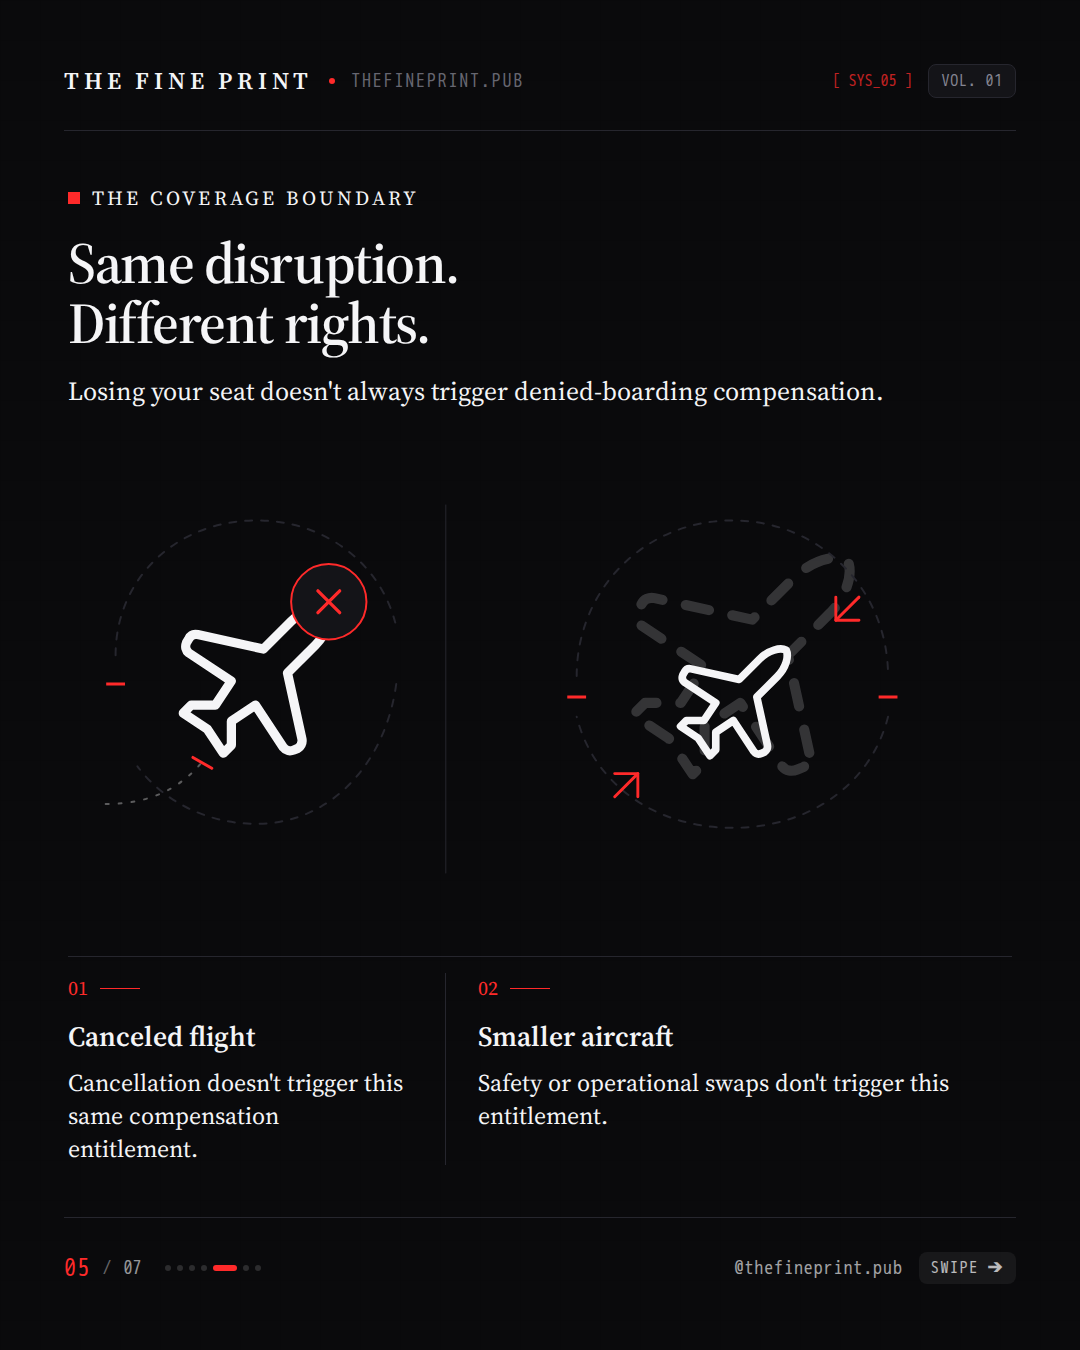 THE FINE PRINT • THEFINEPRINT.PUB
[ SYS_05 ] VOL. 01
THE COVERAGE BOUNDARY
Same disruption.
Different rights.
Losing your seat doesn't always trigger denied-boarding compensation.
01
Canceled flight
Cancellation doesn't trigger this
same compensation
entitlement.
02
Smaller aircraft
Safety or operational swaps don't trigger this
entitlement.
05 / 07
@thefineprint.pub
SWIPE ➔